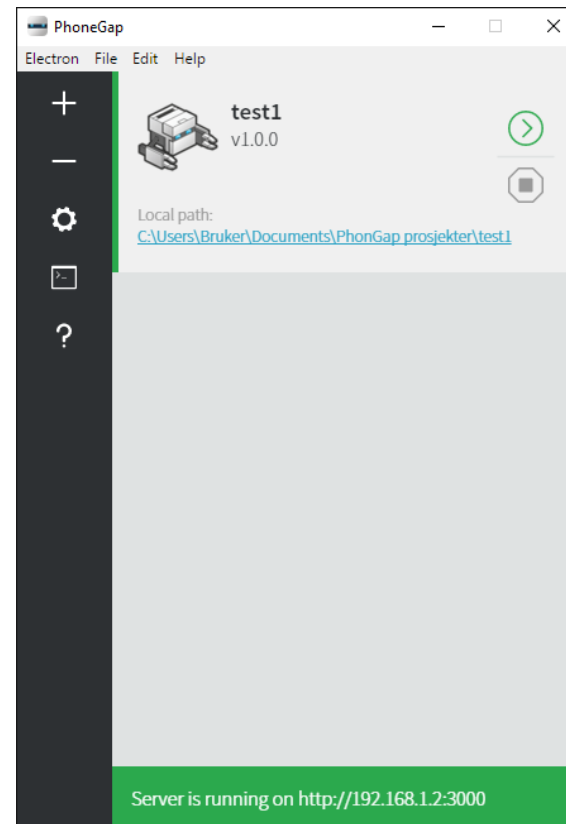 PhoneGap
Electron File Edit Help
test1
v1.0.0
Local path:
C:\Users\Bruker\Documents\PhonGap prosjekter\test1
Server is running on http://192.168.1.2:3000